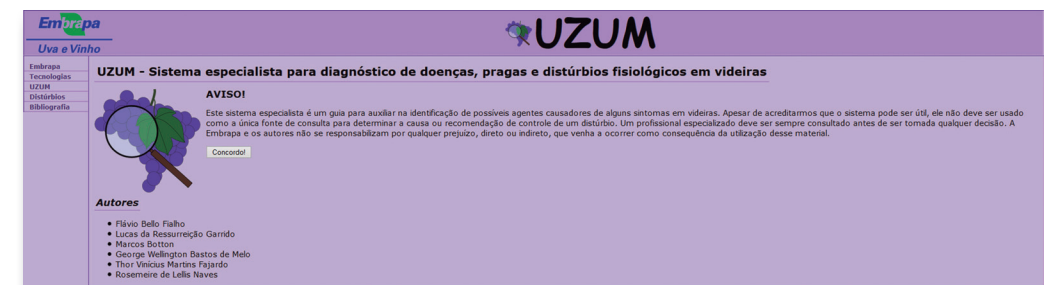 Embrapa
Uva e Vinho
UZUM
Embrapa
Tecnologias
UZUM
Distúrbios
Bibliografia
UZUM - Sistema especialista para diagnóstico de doenças, pragas e distúrbios fisiológicos em videiras
AVISO!
Este sistema especialista é um guia para auxiliar na identificação de possíveis agentes causadores de alguns sintomas em videiras. Apesar de acreditarmos que o sistema pode ser útil, ele não deve ser usado
como a única fonte de consulta para determinar a causa ou recomendação de controle de um distúrbio. Um profissional especializado deve ser sempre consultado antes de ser tomada qualquer decisão. A
Embrapa e os autores não se responsabilizam por qualquer prejuízo, direto ou indireto, que venha a ocorrer como consequência da utilização desse material.
Concordo!
Autores
Flávio Bello Fialho
Lucas da Ressurreição Garrido
Marcos Botton
George Wellington Bastos de Melo
Thor Vinícius Martins Fajardo
Rosemeire de Lellis Naves